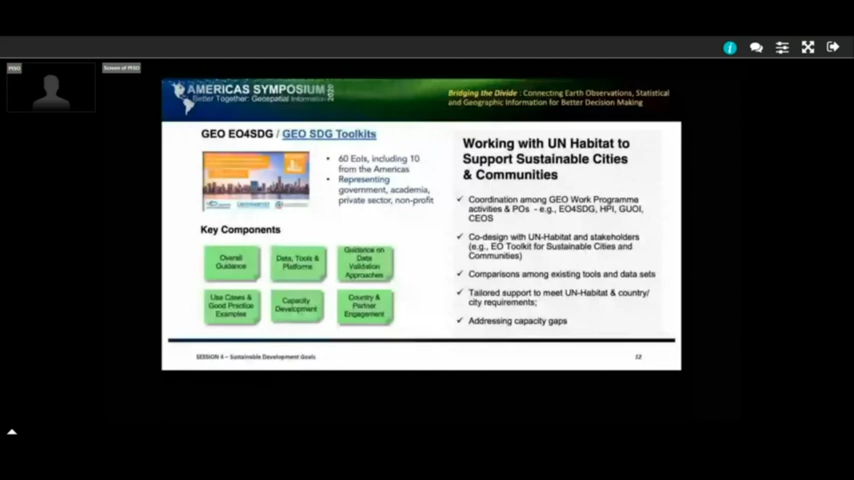 PFSO
Screen of PFSO
AMERICAS SYMPOSIUM 2020
Better Together: Geospatial Information
Bridging the Divide : Connecting Earth Observations, Statistical
and Geographic Information for Better Decision Making
GEO EO4SDG / GEO SDG Toolkits
• 60 EoIs, including 10
from the Americas
• Representing
government, academia,
private sector, non-profit
Key Components
Overall
Guidance
Data, Tools &
Platforms
Guidance on
Data
Validation
Approaches
Use Cases &
Good Practice
Examples
Capacity
Development
Country &
Partner
Engagement
Working with UN Habitat to
Support Sustainable Cities
& Communities
✓ Coordination among GEO Work Programme
activities & POs - e.g., EO4SDG, HPI, GUOI,
CEOS
✓ Co-design with UN-Habitat and stakeholders
(e.g., EO Toolkit for Sustainable Cities and
Communities)
✓ Comparisons among existing tools and data sets
✓ Tailored support to meet UN-Habitat & country/
city requirements;
✓ Addressing capacity gaps
SESSION 4 – Sustainable Development Goals
12